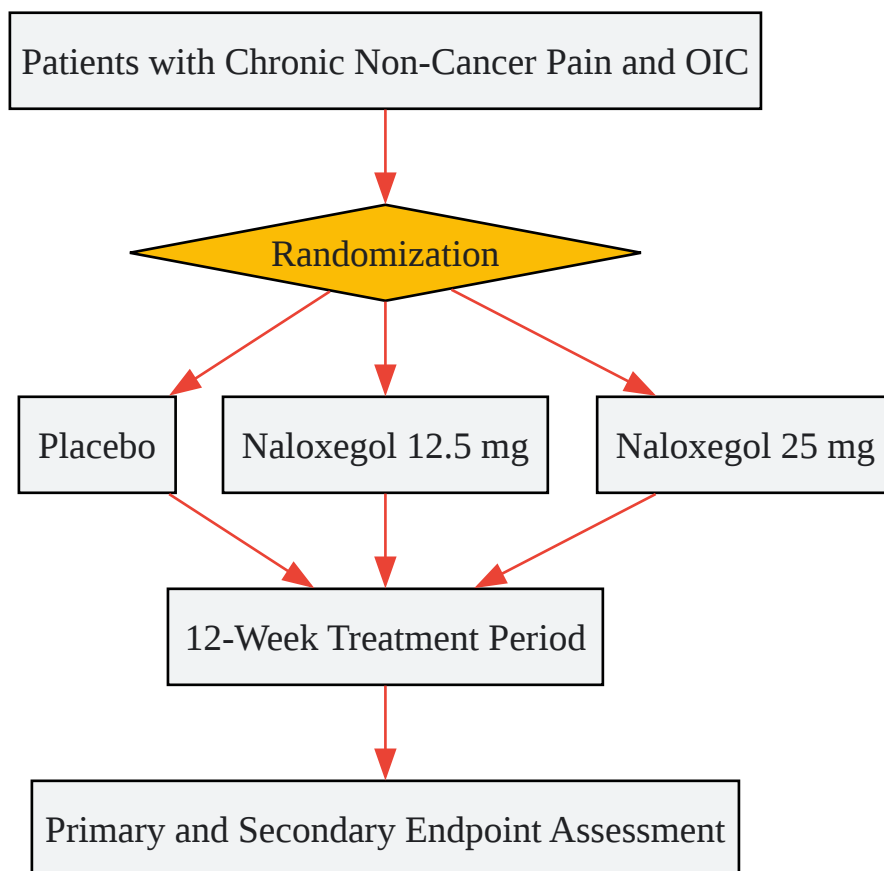 Patients with Chronic Non-Cancer Pain and OIC
Randomization
Placebo
Naloxegol 12.5 mg
Naloxegol 25 mg
12-Week Treatment Period
Primary and Secondary Endpoint Assessment